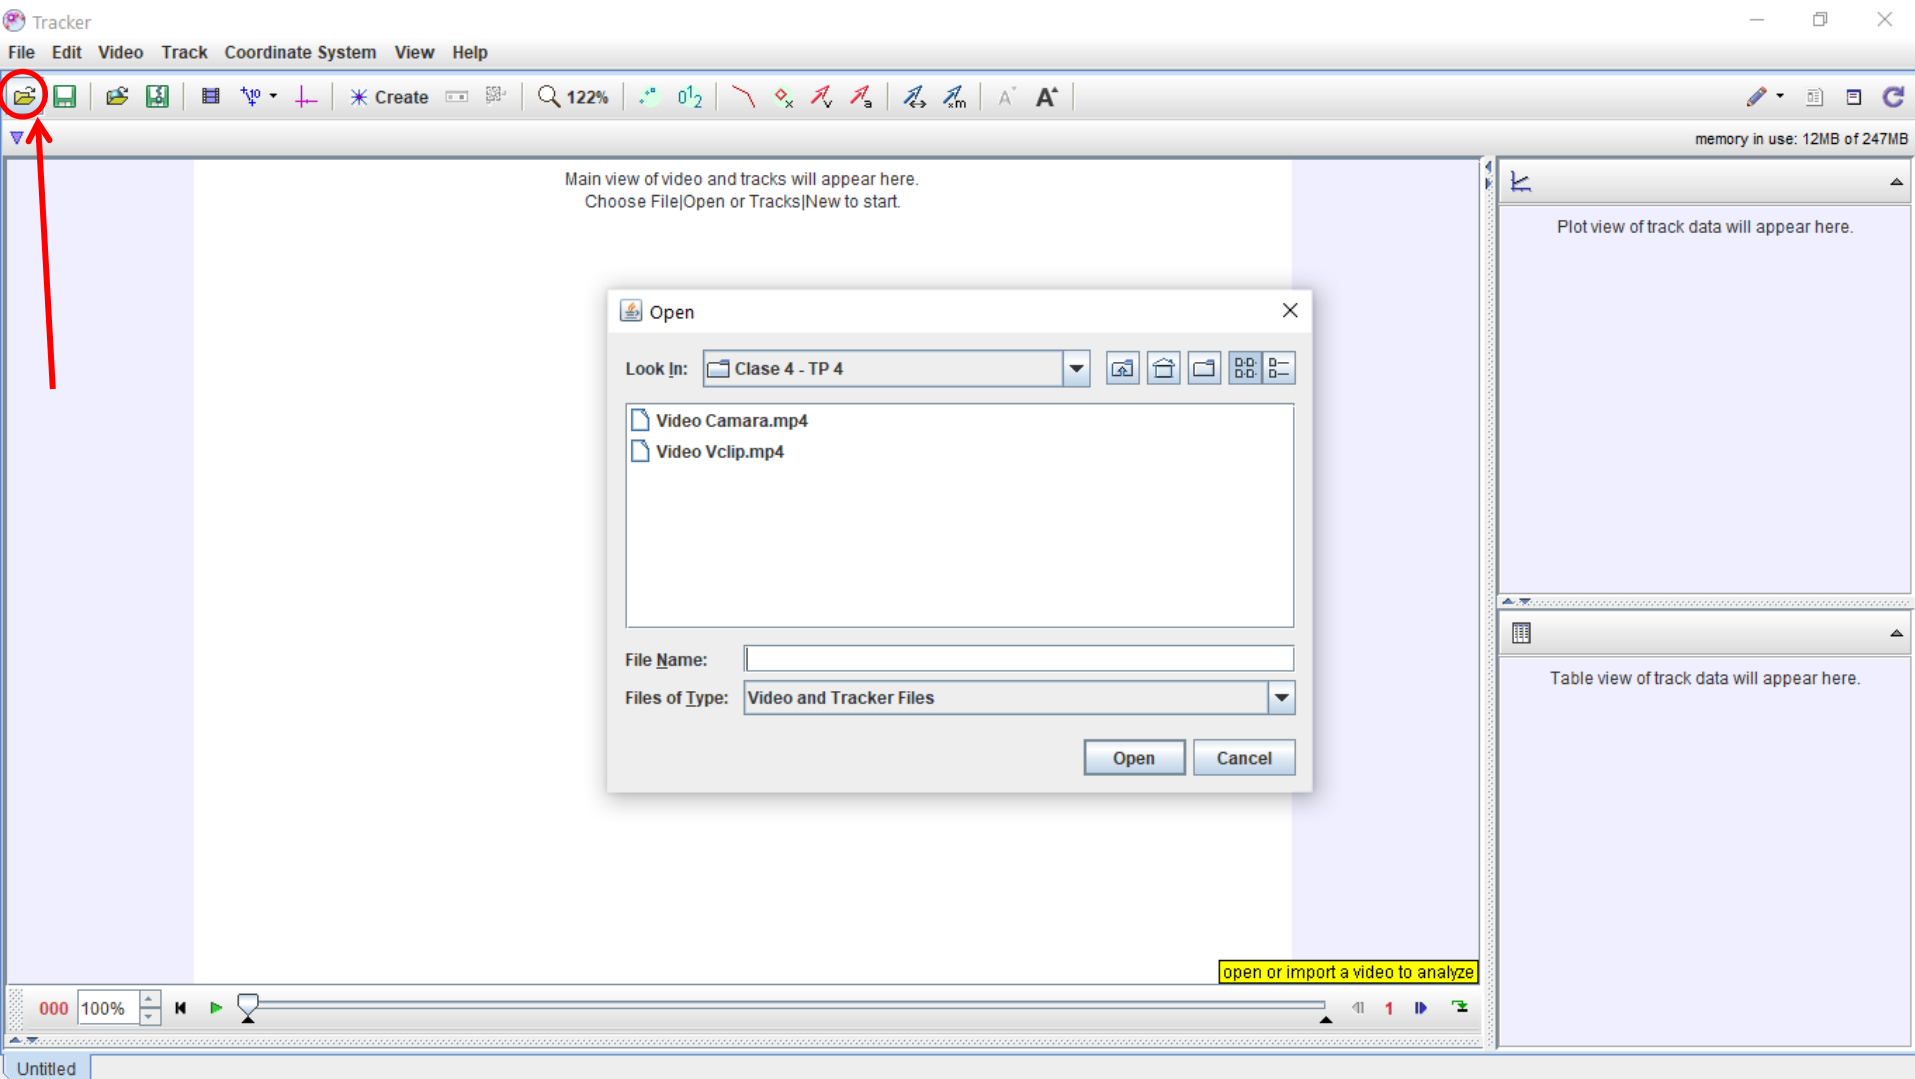 Tracker
File Edit Video Track Coordinate System View Help
Create 122% 0¹2 x v a m A A
memory in use: 12MB of 247MB
Main view of video and tracks will appear here.
Choose File|Open or Tracks|New to start.
Plot view of track data will appear here.
Open
Look In: Clase 4 - TP 4
Video Camara.mp4
Video Vclip.mp4
File Name:
Files of Type: Video and Tracker Files
Open Cancel
Table view of track data will appear here.
open or import a video to analyze
000 100% 1
Untitled